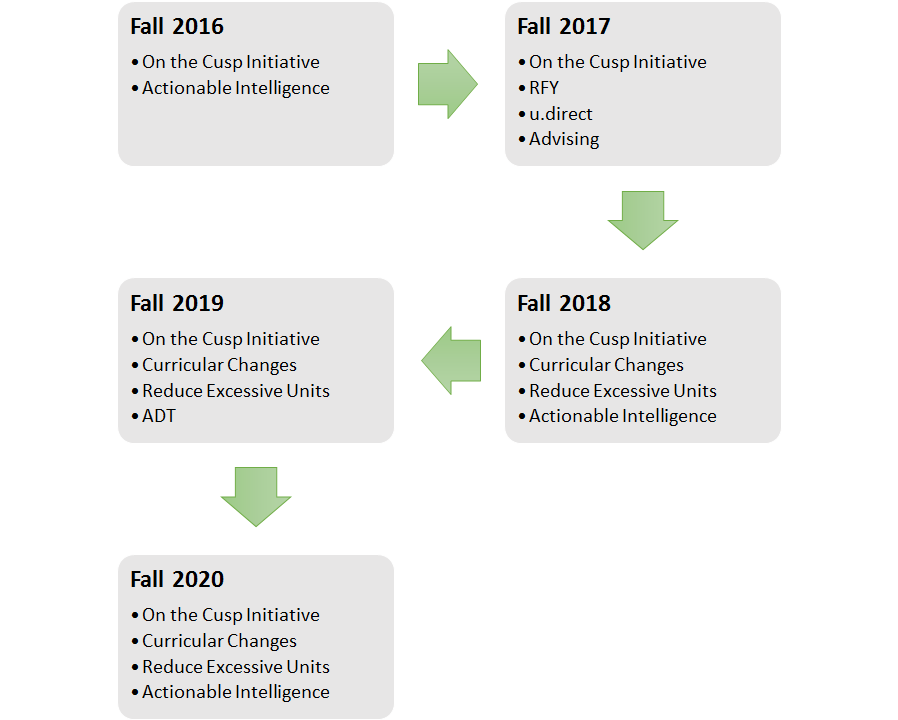 Fall 2016
• On the Cusp Initiative
• Actionable Intelligence
Fall 2017
• On the Cusp Initiative
• RFY
• u.direct
• Advising
Fall 2018
• On the Cusp Initiative
• Curricular Changes
• Reduce Excessive Units
• Actionable Intelligence
Fall 2019
• On the Cusp Initiative
• Curricular Changes
• Reduce Excessive Units
• ADT
Fall 2020
• On the Cusp Initiative
• Curricular Changes
• Reduce Excessive Units
• Actionable Intelligence